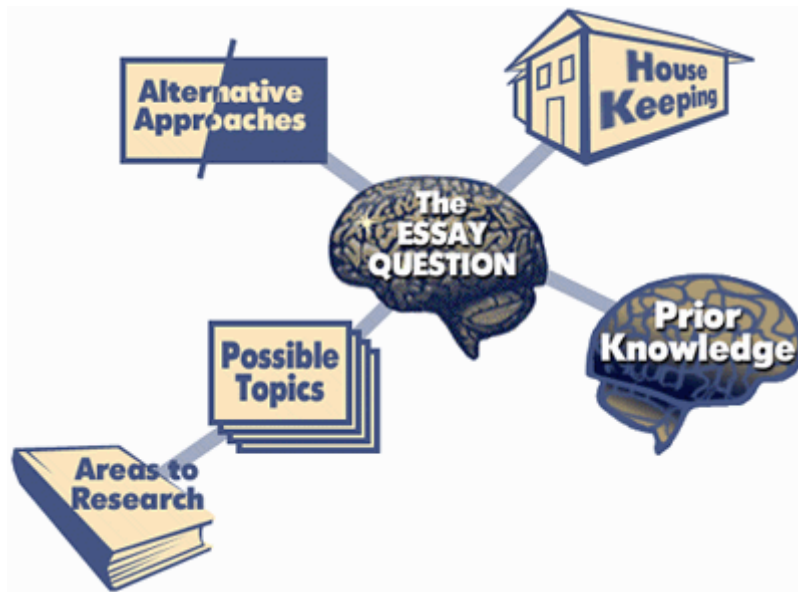 Alternative
Approaches
House
Keeping
The
ESSAY
QUESTION
Prior
Knowledge
Possible
Topics
Areas to
Research